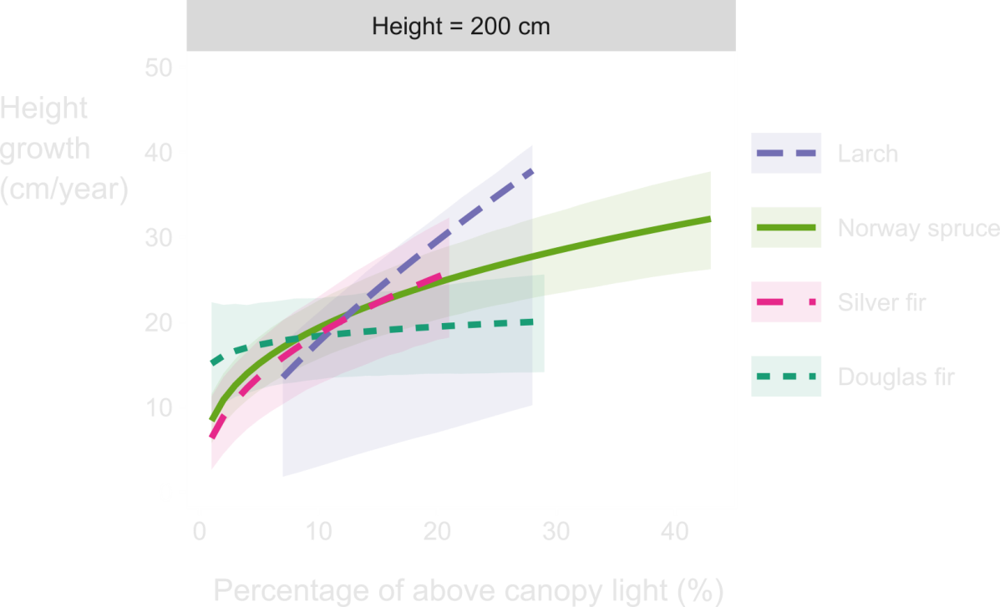 Height = 200 cm
50
Height
growth
(cm/year)
40
30
20
10
Larch
Norway spruce
Silver fir
Douglas fir
0 10 20 30 40
Percentage of above canopy light (%)